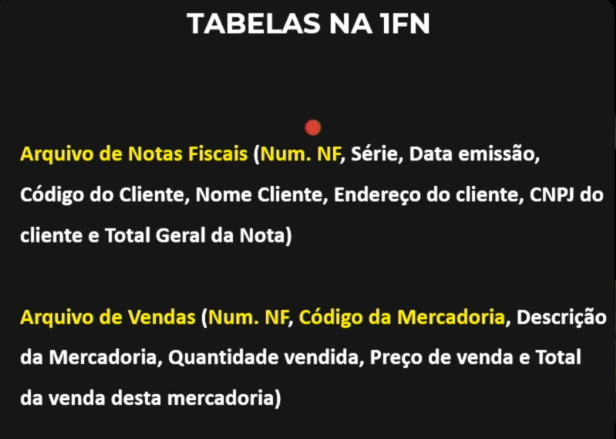 TABELAS NA 1FN
Arquivo de Notas Fiscais (Num. NF, Série, Data emissão,
Código do Cliente, Nome Cliente, Endereço do cliente, CNPJ do
cliente e Total Geral da Nota)
Arquivo de Vendas (Num. NF, Código da Mercadoria, Descrição
da Mercadoria, Quantidade vendida, Preço de venda e Total
da venda desta mercadoria)